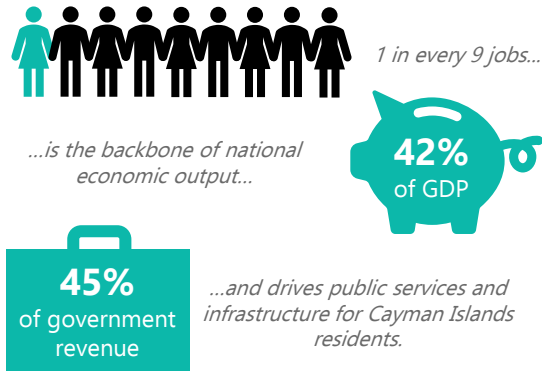 1 in every 9 jobs...
...is the backbone of national
economic output...
42%
of GDP
45%
of government
revenue
...and drives public services and
infrastructure for Cayman Islands
residents.